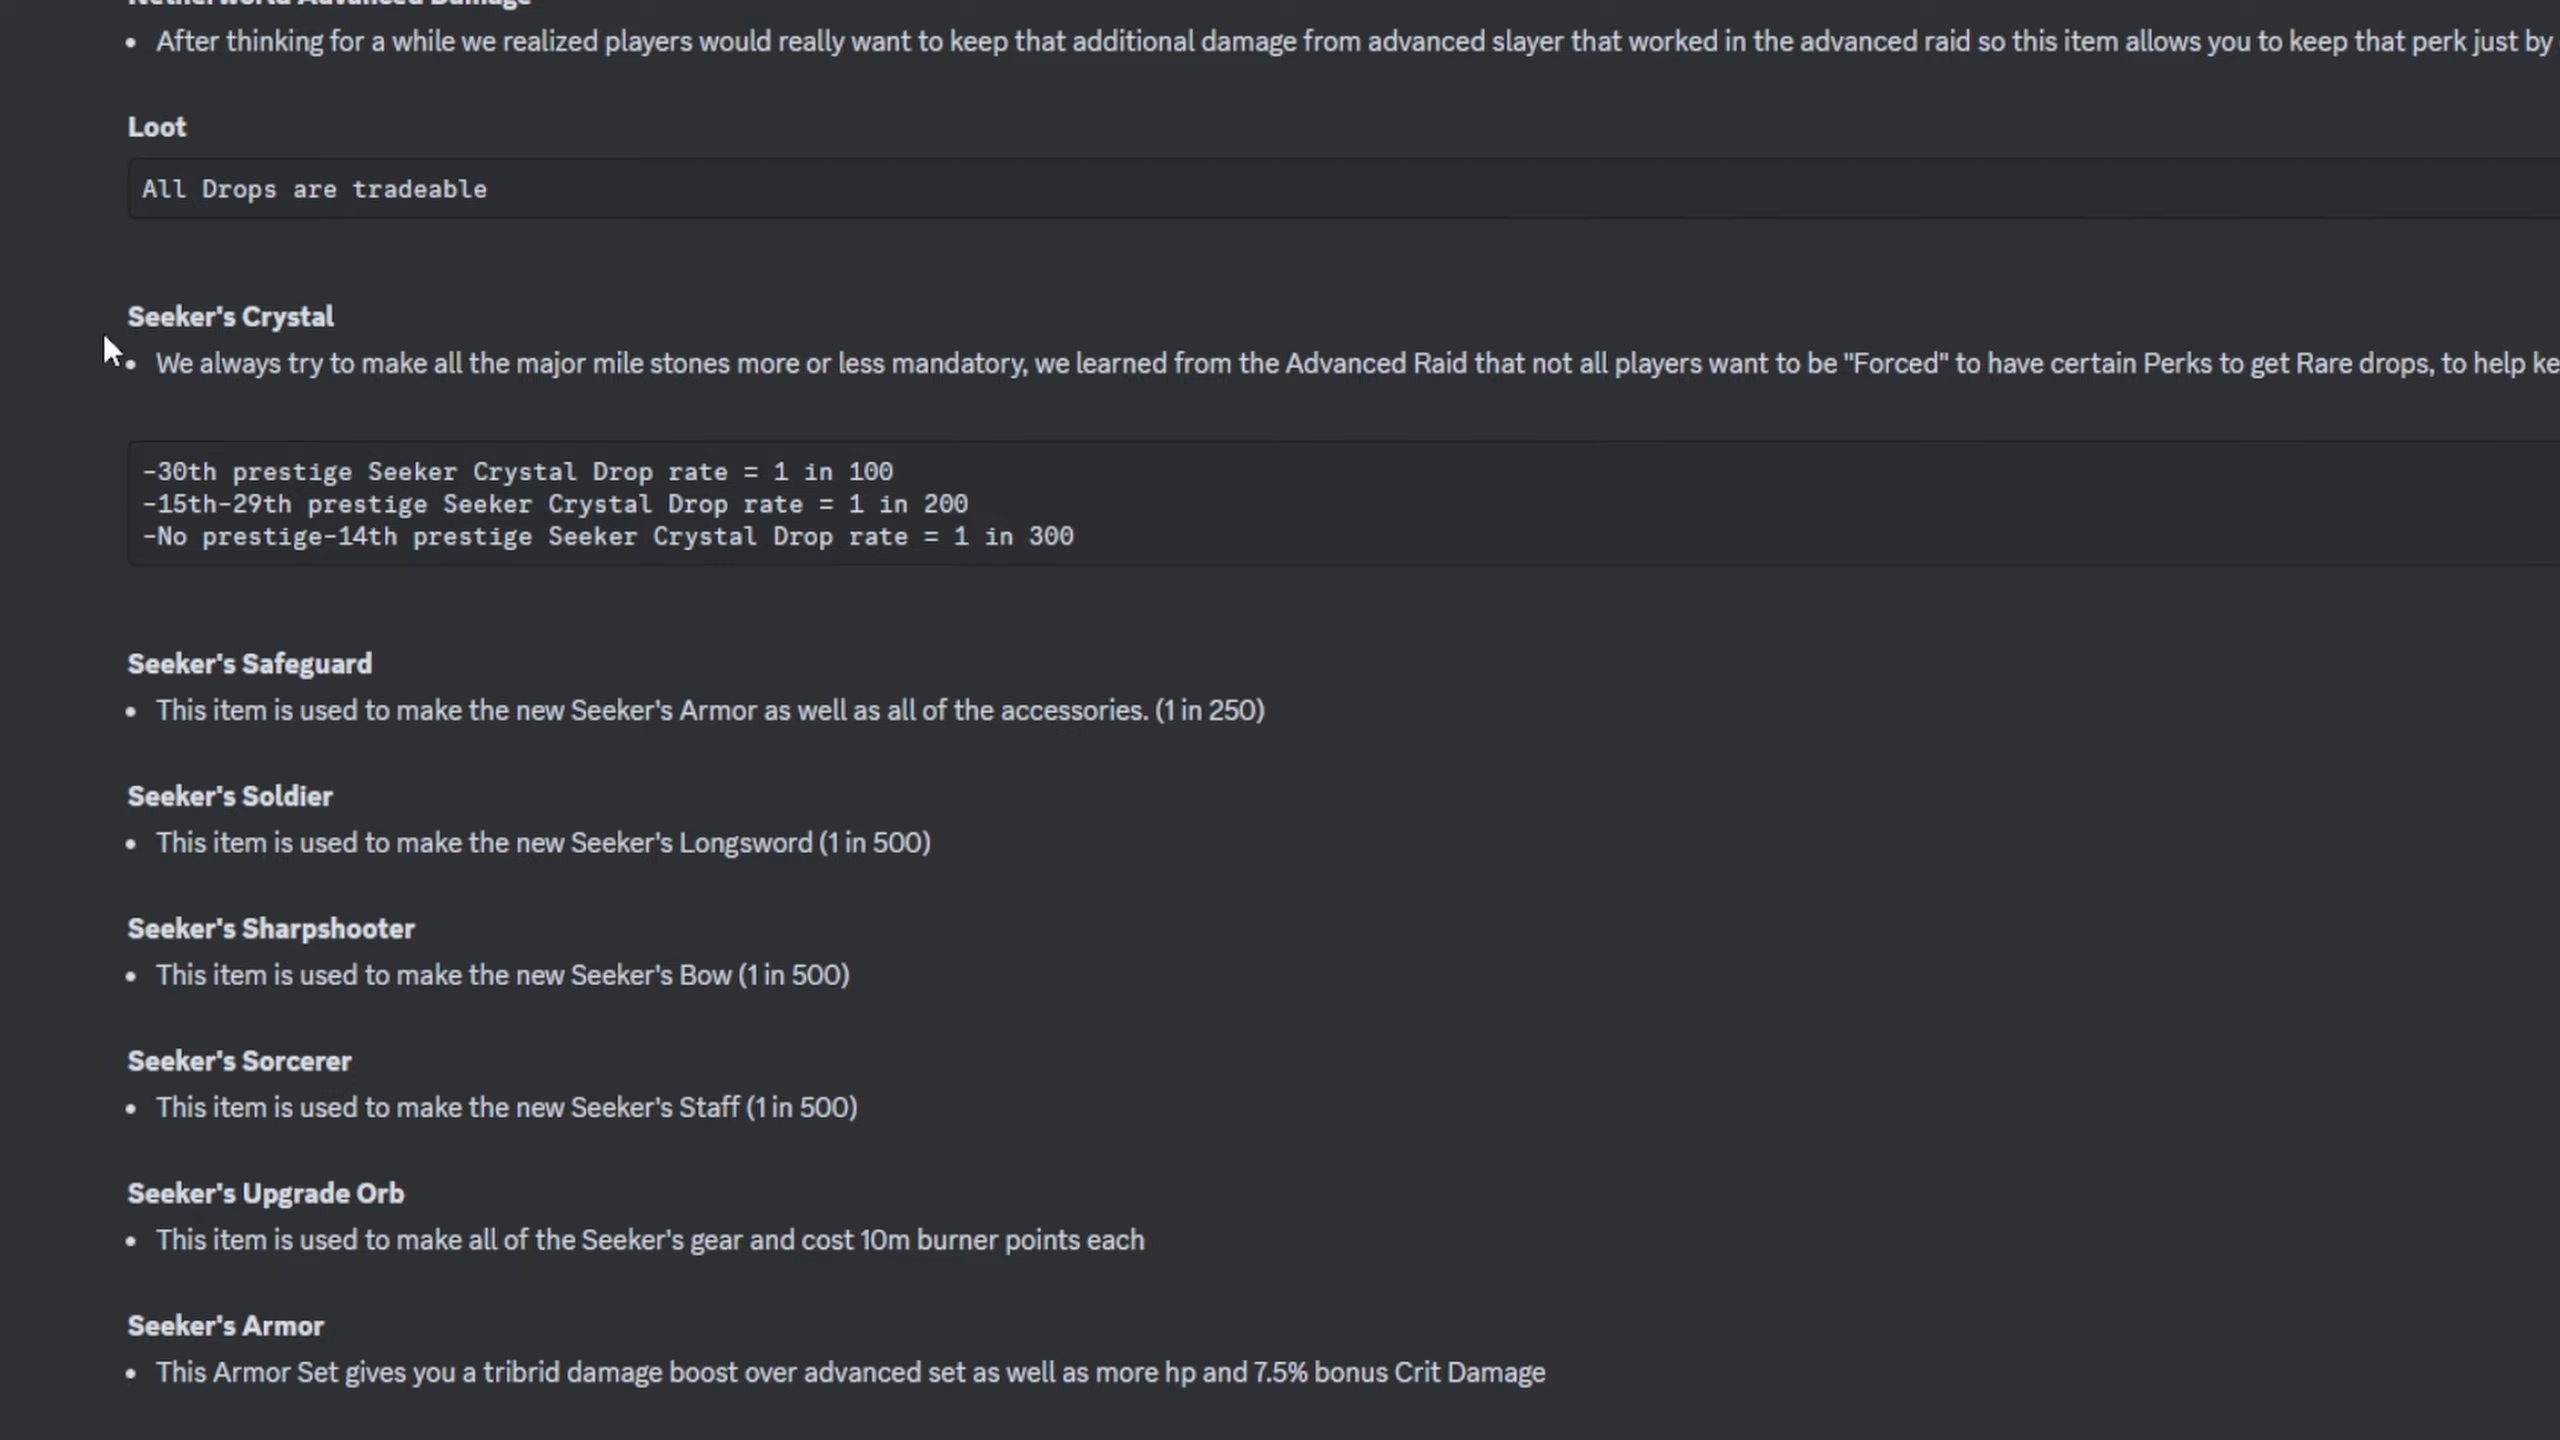 Netherworld Advanced Damage
• After thinking for a while we realized players would really want to keep that additional damage from advanced slayer that worked in the advanced raid so this item allows you to keep that perk just by
Loot
All Drops are tradeable
Seeker's Crystal
• We always try to make all the major mile stones more or less mandatory, we learned from the Advanced Raid that not all players want to be "Forced" to have certain Perks to get Rare drops, to help ke
-30th prestige Seeker Crystal Drop rate = 1 in 100
-15th-29th prestige Seeker Crystal Drop rate = 1 in 200
-No prestige-14th prestige Seeker Crystal Drop rate = 1 in 300
Seeker's Safeguard
• This item is used to make the new Seeker's Armor as well as all of the accessories. (1 in 250)
Seeker's Soldier
• This item is used to make the new Seeker's Longsword (1 in 500)
Seeker's Sharpshooter
• This item is used to make the new Seeker's Bow (1 in 500)
Seeker's Sorcerer
• This item is used to make the new Seeker's Staff (1 in 500)
Seeker's Upgrade Orb
• This item is used to make all of the Seeker's gear and cost 10m burner points each
Seeker's Armor
• This Armor Set gives you a tribrid damage boost over advanced set as well as more hp and 7.5% bonus Crit Damage